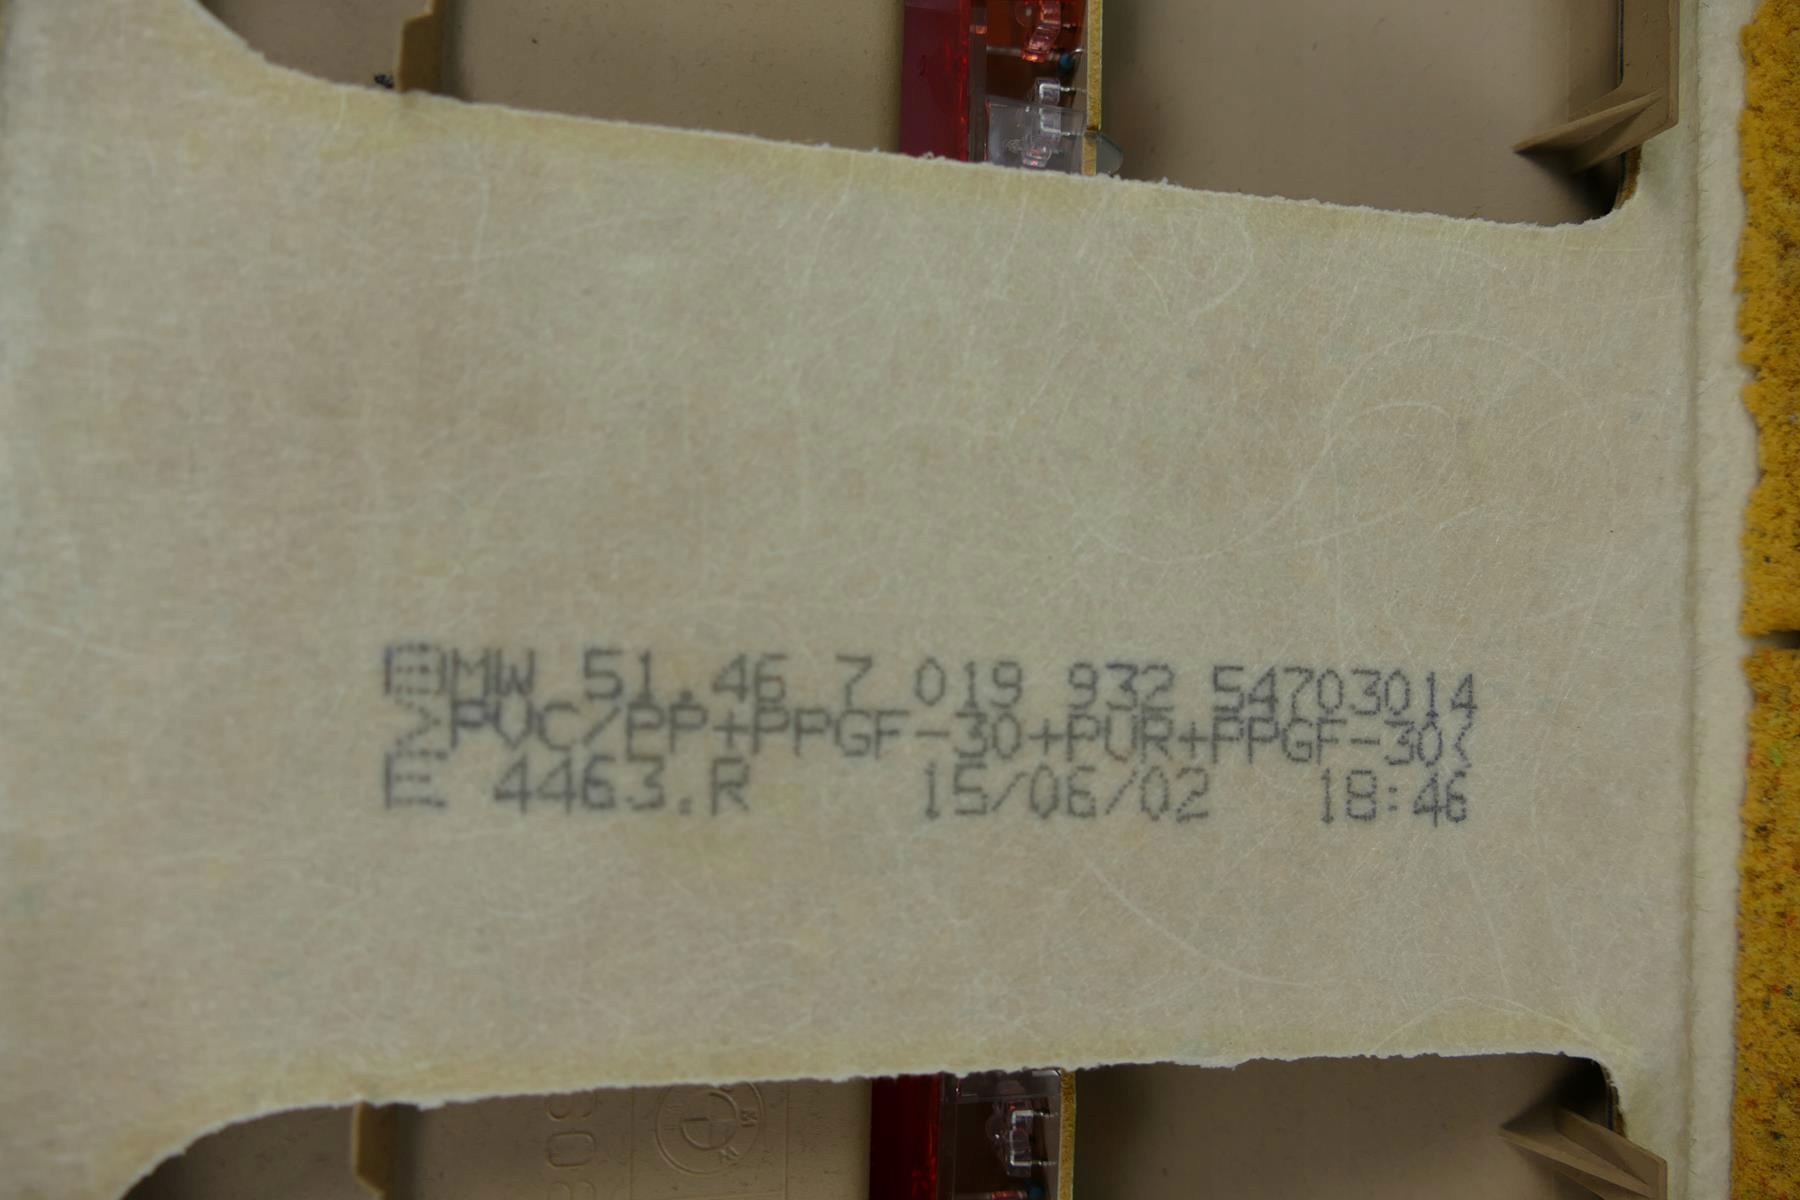 BMW 51.46 7 019 932 54703014
>PVC/PP+PPGF-30+PUR+PPGF-30<
E 4463.R 15/06/02 18:46